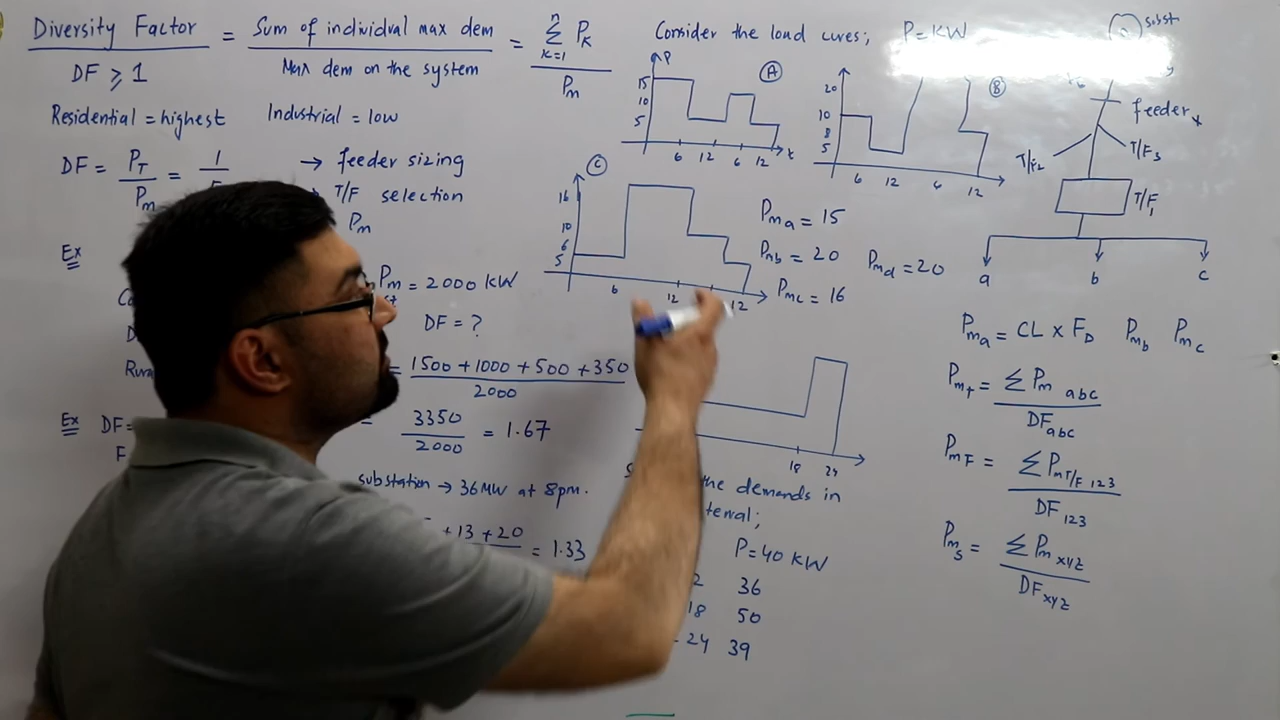 Diversity Factor = Sum of individual max dem / Max dem on the system = n Σ k=1 Pk / Pm
DF ⩾ 1
Residential = highest Industrial = low
DF = PT / Pm = 1 /
→ feeder sizing
T/F selection
Pm
Ex
Pm = 2000 kW
DF = ?
= 1500 + 1000 + 500 + 350 / 2000
= 3350 / 2000 = 1.67
Ex DF =
F
substation → 36 MW at 8pm.
+ 13 + 20 = 1.33
Consider the load cures; P = KW
P
A
15
10
5
6 12 6 12 t
B
20
10
8
5
6 12 6 12
C
16
10
6
5
6 12 12
Pma = 15
Pmb = 20 Pmd = 20
Pmc = 16
18 24
the demands in
P = 40 KW
2 36
18 50
24 39
subst
feeder x
T/F2 T/F3
T/F1
a b c
Pma = CL x FD Pmb Pmc
Pmt = Σ Pm abc / DFabc
PmF = Σ PmT/F 123 / DF123
Pms = Σ Pm xyz / DFxyz